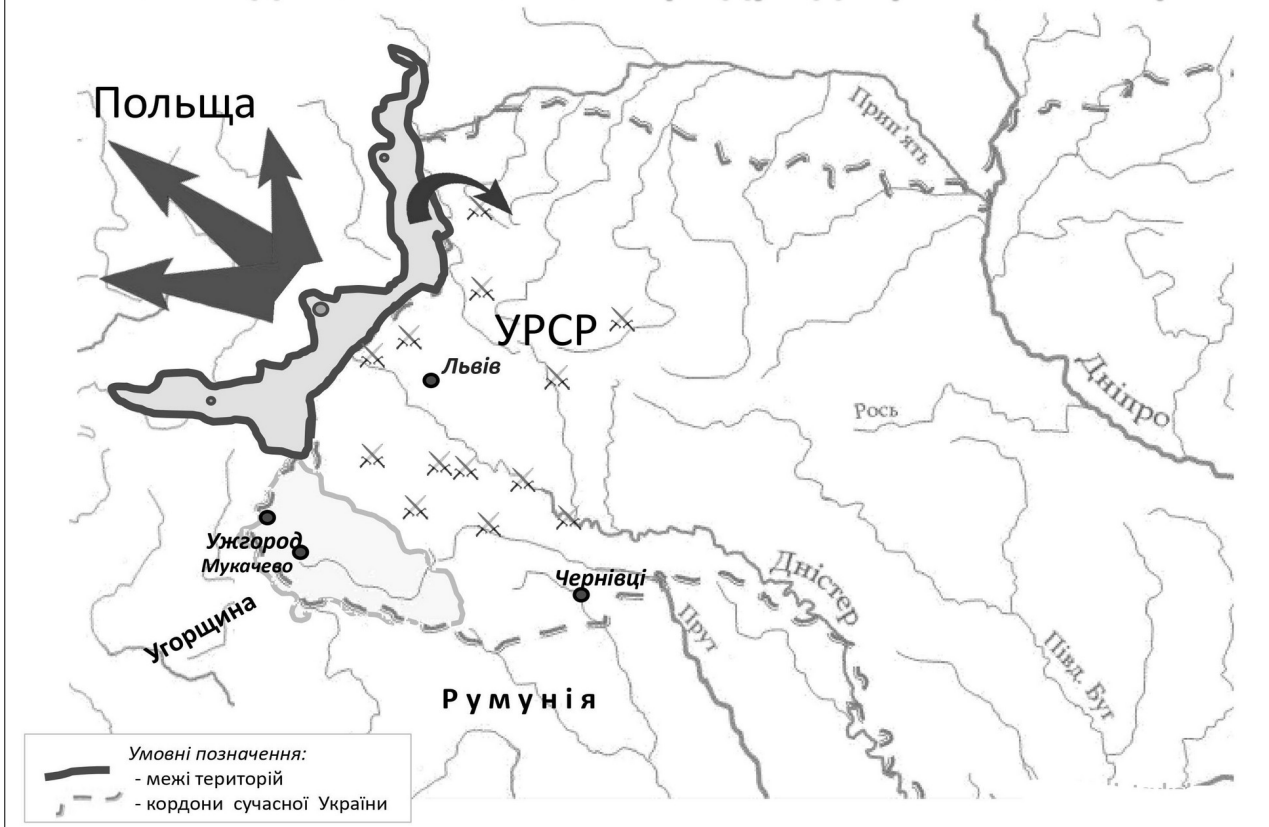 Польща
Прип'ять
УРСР
Львів
Дніпро
Рось
Ужгород
Мукачево
Чернівці
Дністер
Угорщина
Прут
Півд. Буг
Румунія
Умовні позначення:
- межі територій
- кордони сучасної України